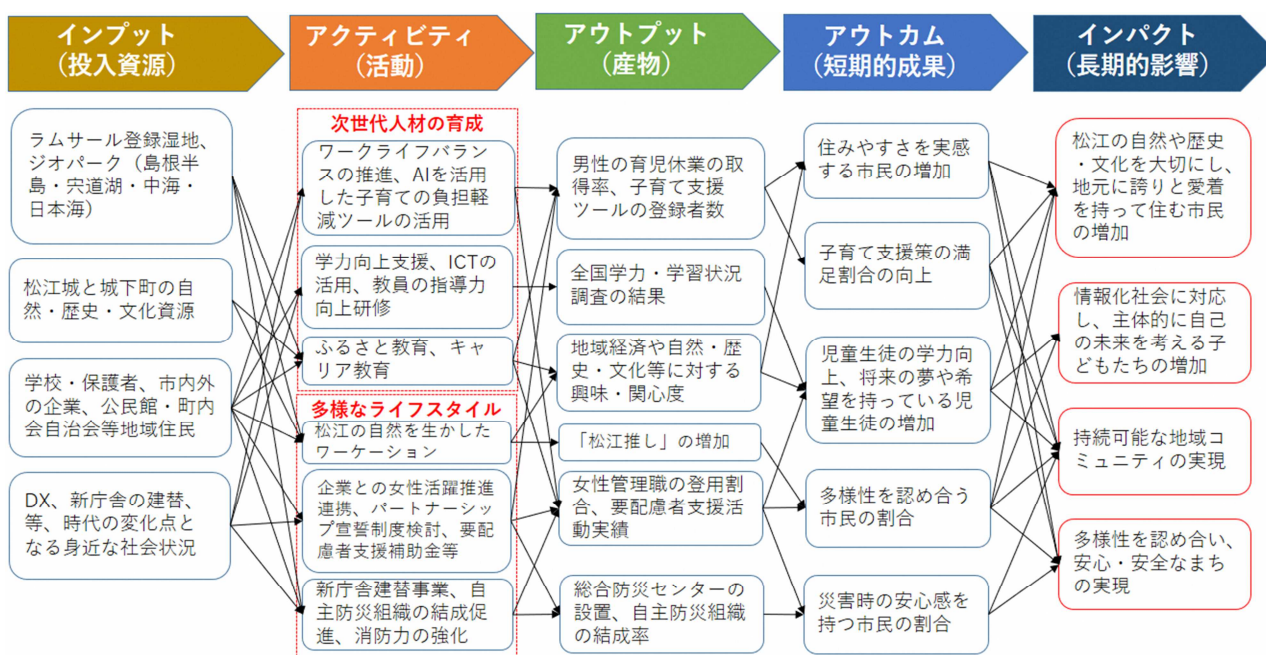 インプット
(投入資源)
アクティビティ
(活動)
アウトプット
(産物)
アウトカム
(短期的成果)
インパクト
(長期的影響)
ラムサール登録湿地、
ジオパーク（島根半
島・宍道湖・中海・
日本海）
松江城と城下町の自
然・歴史・文化資源
学校・保護者、市内外
の企業、公民館・町内
会自治会等地域住民
DX、新庁舎の建替、
等、時代の変化点と
なる身近な社会状況
次世代人材の育成
ワークライフバラン
スの推進、AIを活用
した子育ての負担軽
減ツールの活用
学力向上支援、ICTの
活用、教員の指導力
向上研修
ふるさと教育、キャ
リア教育
多様なライフスタイル
松江の自然を生かした
ワーケーション
企業との女性活躍推進
連携、パートナーシッ
プ宣誓制度検討、要配
慮者支援補助金等
新庁舎建替事業、自
主防災組織の結成促
進、消防力の強化
男性の育児休業の取
得率、子育て支援
ツールの登録者数
全国学力・学習状況
調査の結果
地域経済や自然・歴
史・文化等に対する
興味・関心度
「松江推し」の増加
女性管理職の登用割
合、要配慮者支援活
動実績
総合防災センターの
設置、自主防災組織
の結成率
住みやすさを実感
する市民の増加
子育て支援策の満
足割合の向上
児童生徒の学力向
上、将来の夢や希
望を持っている児
童生徒の増加
多様性を認め合う
市民の割合
災害時の安心感を
持つ市民の割合
松江の自然や歴史
・文化を大切にし、
地元に誇りと愛着
を持って住む市民
の増加
情報化社会に対応
し、主体的に自己
の未来を考える子
どもたちの増加
持続可能な地域コ
ミュニティの実現
多様性を認め合い、
安心・安全なまち
の実現